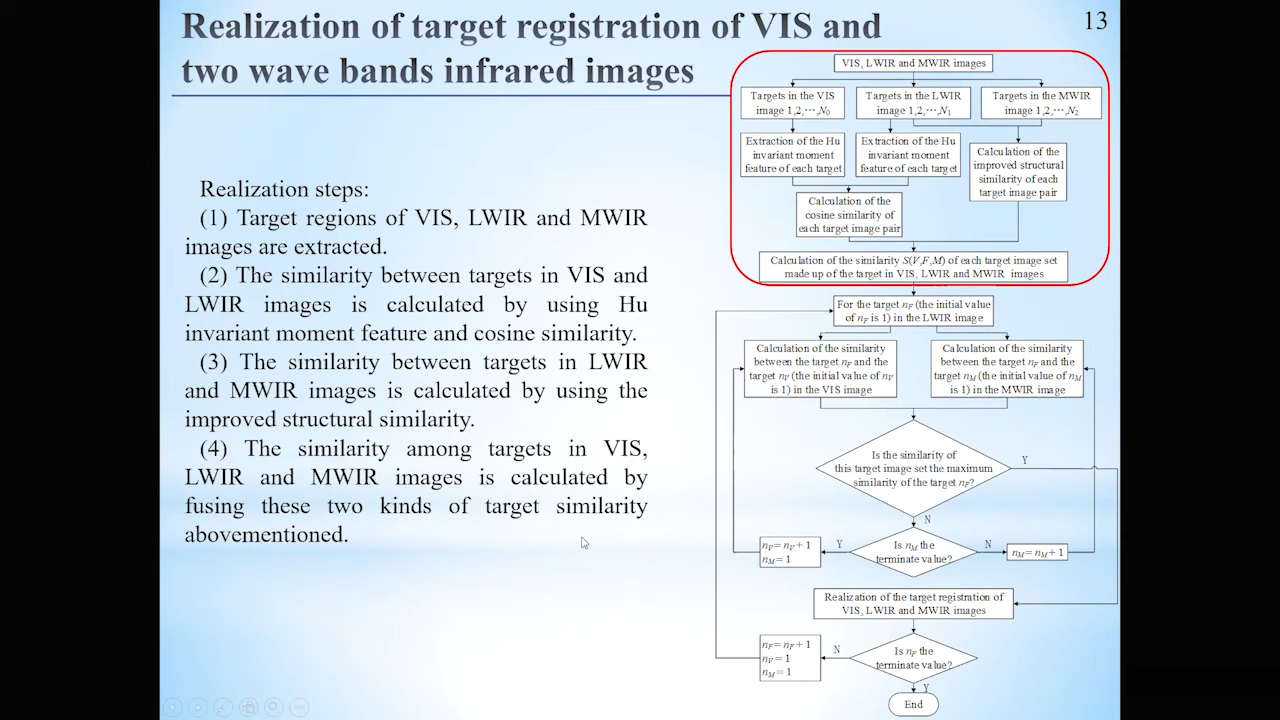 Realization of target registration of VIS and
two wave bands infrared images
13
Realization steps:
(1) Target regions of VIS, LWIR and MWIR
images are extracted.
(2) The similarity between targets in VIS and
LWIR images is calculated by using Hu
invariant moment feature and cosine similarity.
(3) The similarity between targets in LWIR
and MWIR images is calculated by using the
improved structural similarity.
(4) The similarity among targets in VIS,
LWIR and MWIR images is calculated by
fusing these two kinds of target similarity
abovementioned.
VIS, LWIR and MWIR images
Targets in the VIS
image 1,2,···,N0
Targets in the LWIR
image 1,2,···,N1
Targets in the MWIR
image 1,2,···,N2
Extraction of the Hu
invariant moment
feature of each target
Extraction of the Hu
invariant moment
feature of each target
Calculation of the
improved structural
similarity of each
target image pair
Calculation of the
cosine similarity of
each target image pair
Calculation of the similarity S(V,F,M) of each target image set
made up of the target in VIS, LWIR and MWIR images
For the target nF (the initial value
of nF is 1) in the LWIR image
Calculation of the similarity
between the target nF and the
target nV (the initial value of nV
is 1) in the VIS image
Calculation of the similarity
between the target nF and the
target nM (the initial value of nM
is 1) in the MWIR image
Is the similarity of
this target image set the maximum
similarity of the target nF?
Y
N
Is nM the
terminate value?
Y
N
nV = nV + 1
nM = 1
nM = nM + 1
Realization of the target registration of
VIS, LWIR and MWIR images
Is nF the
terminate value?
N
nF = nF + 1
nV = 1
nM = 1
Y
End